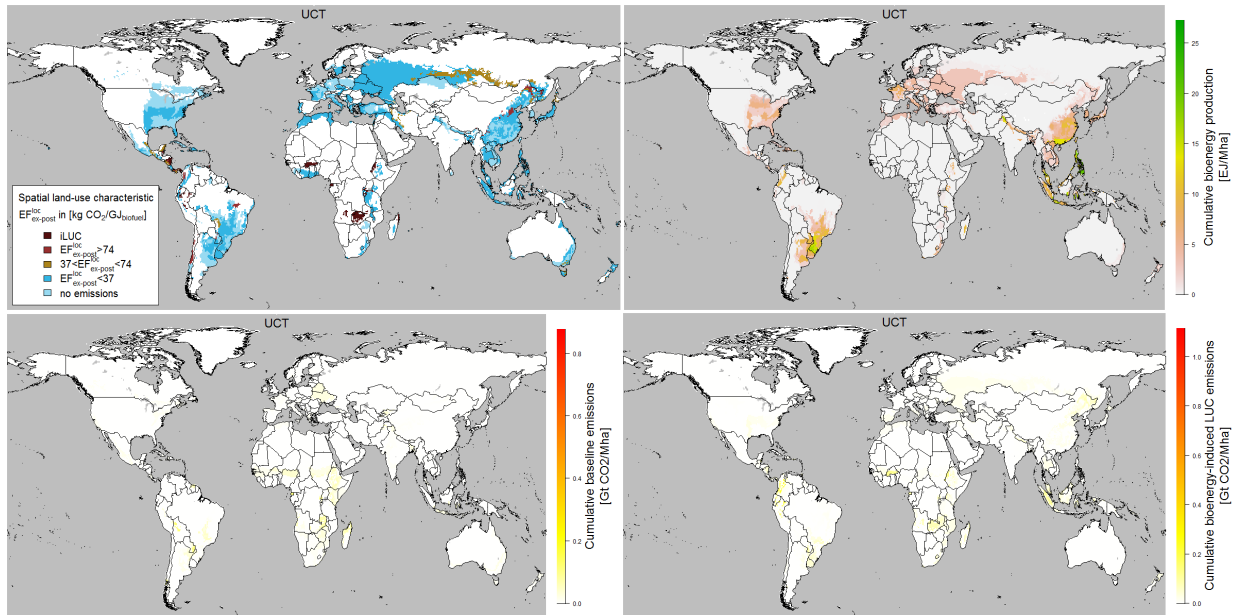 UCT
Spatial land-use characteristic
EF^loc_ex-post in [kg CO2/GJbiofuel]
iLUC
EF^loc_ex-post>74
37<EF^loc_ex-post<74
EF^loc_ex-post<37
no emissions
UCT
25
20
15
10
5
0
Cumulative bioenergy production
[EJ/Mha]
UCT
0.8
0.6
0.4
0.2
0.0
Cumulative baseline emissions
[Gt CO2/Mha]
UCT
1.0
0.8
0.6
0.4
0.2
0.0
Cumulative bioenergy-induced LUC emissions
[Gt CO2/Mha]